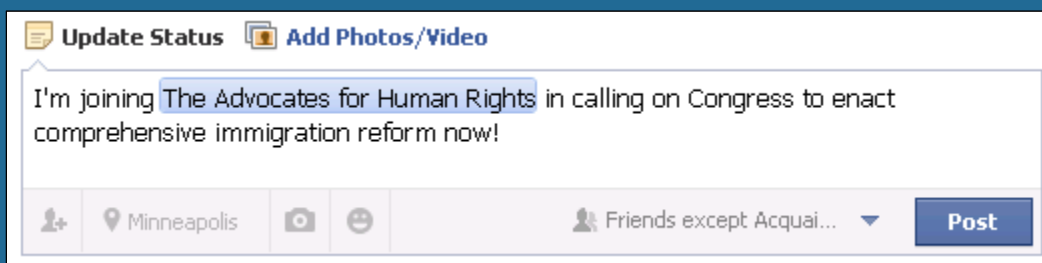 Update Status Add Photos/Video
I'm joining The Advocates for Human Rights in calling on Congress to enact
comprehensive immigration reform now!
Minneapolis Friends except Acquai... Post